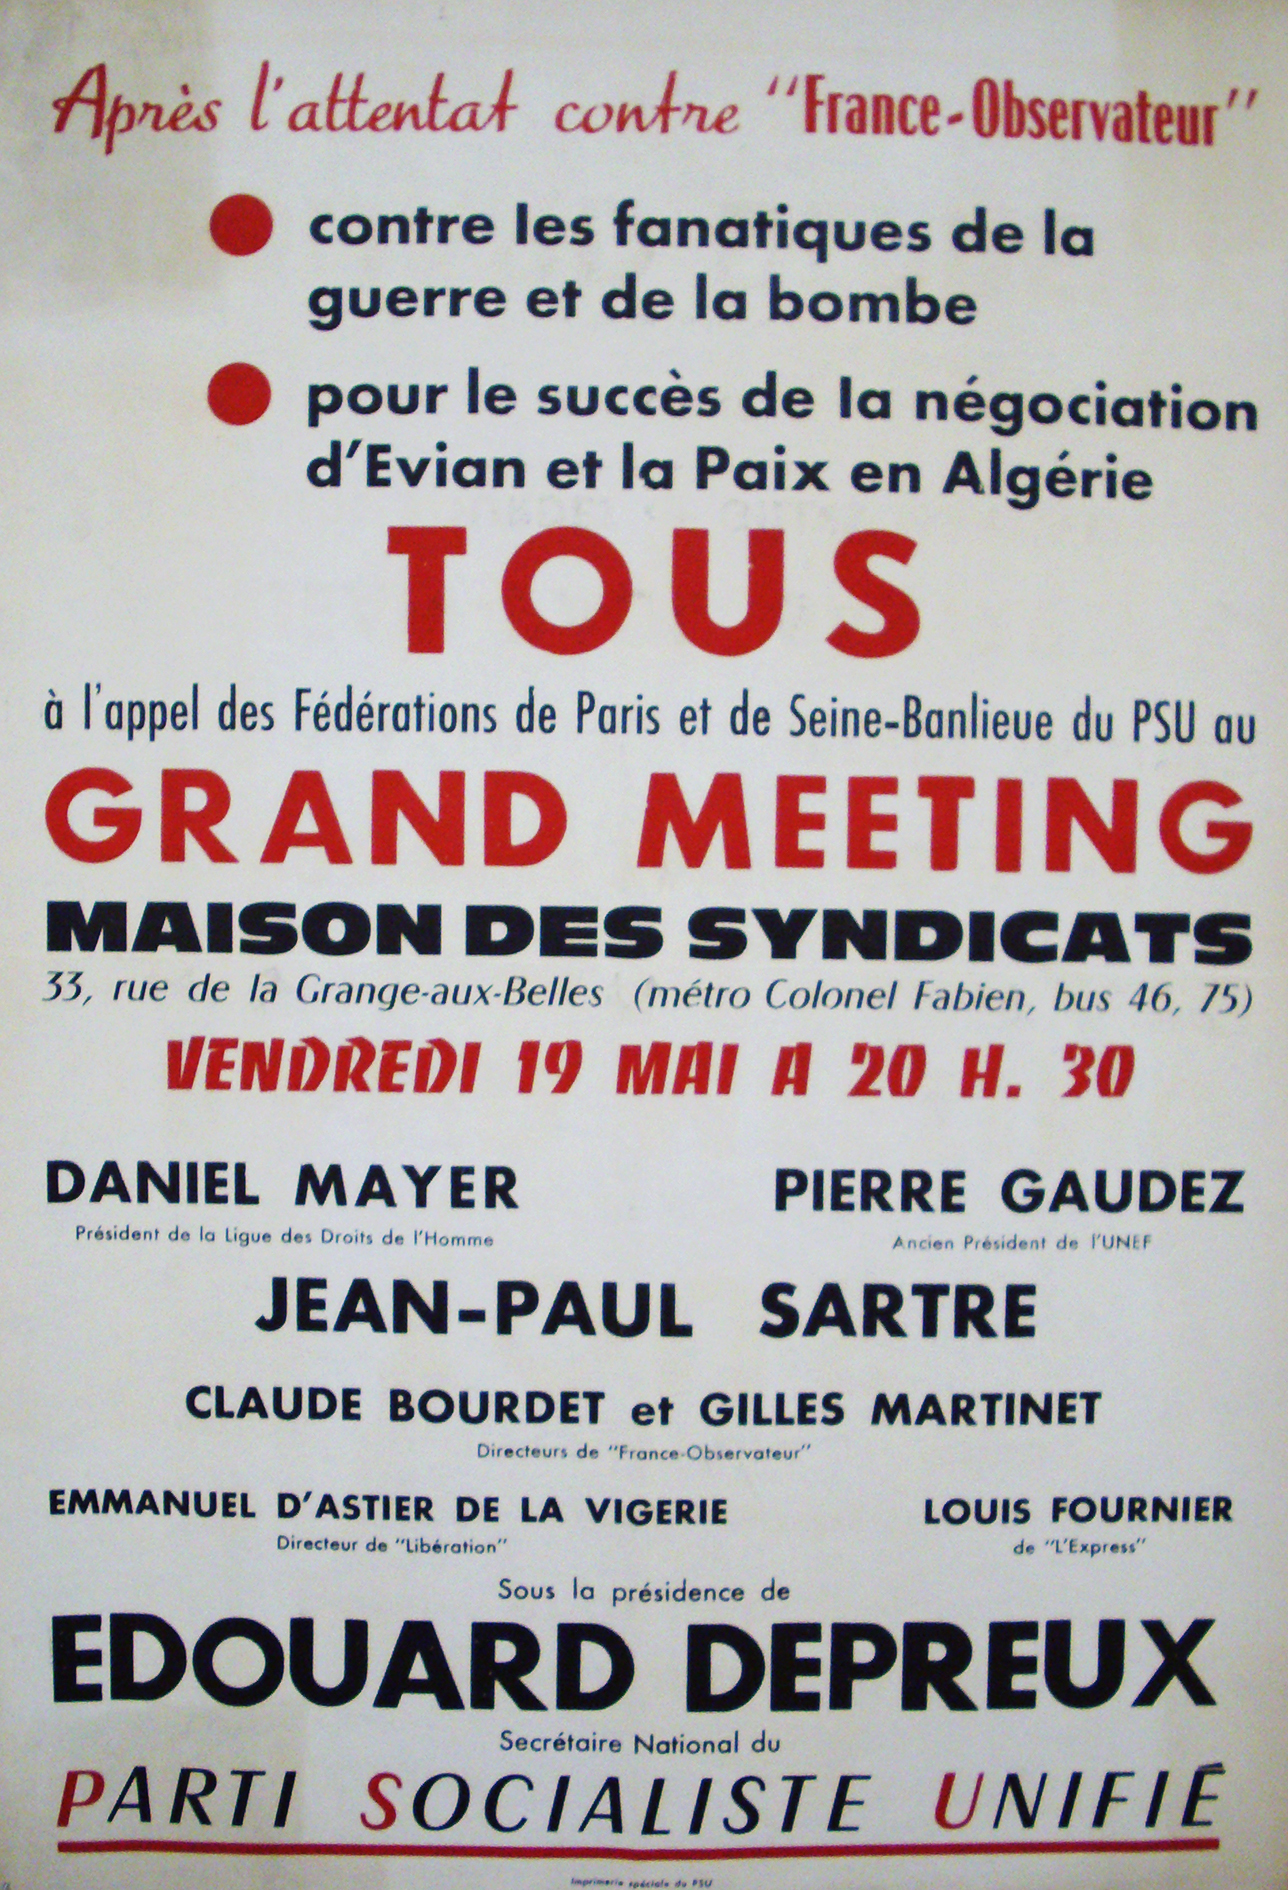 Après l'attentat contre "France-Observateur"
contre les fanatiques de la
guerre et de la bombe
pour le succès de la négociation
d'Evian et la Paix en Algérie
TOUS
à l'appel des Fédérations de Paris et de Seine-Banlieue du PSU au
GRAND MEETING
MAISON DES SYNDICATS
33, rue de la Grange-aux-Belles (métro Colonel Fabien, bus 46, 75)
VENDREDI 19 MAI A 20 H. 30
DANIEL MAYER
Président de la Ligue des Droits de l'Homme
PIERRE GAUDEZ
Ancien Président de l'UNEF
JEAN-PAUL SARTRE
CLAUDE BOURDET et GILLES MARTINET
Directeurs de "France-Observateur"
EMMANUEL D'ASTIER DE LA VIGERIE
Directeur de "Libération"
LOUIS FOURNIER
de "L'Express"
Sous la présidence de
EDOUARD DEPREUX
Secrétaire National du
PARTI SOCIALISTE UNIFIÉ
Imprimerie spéciale du PSU